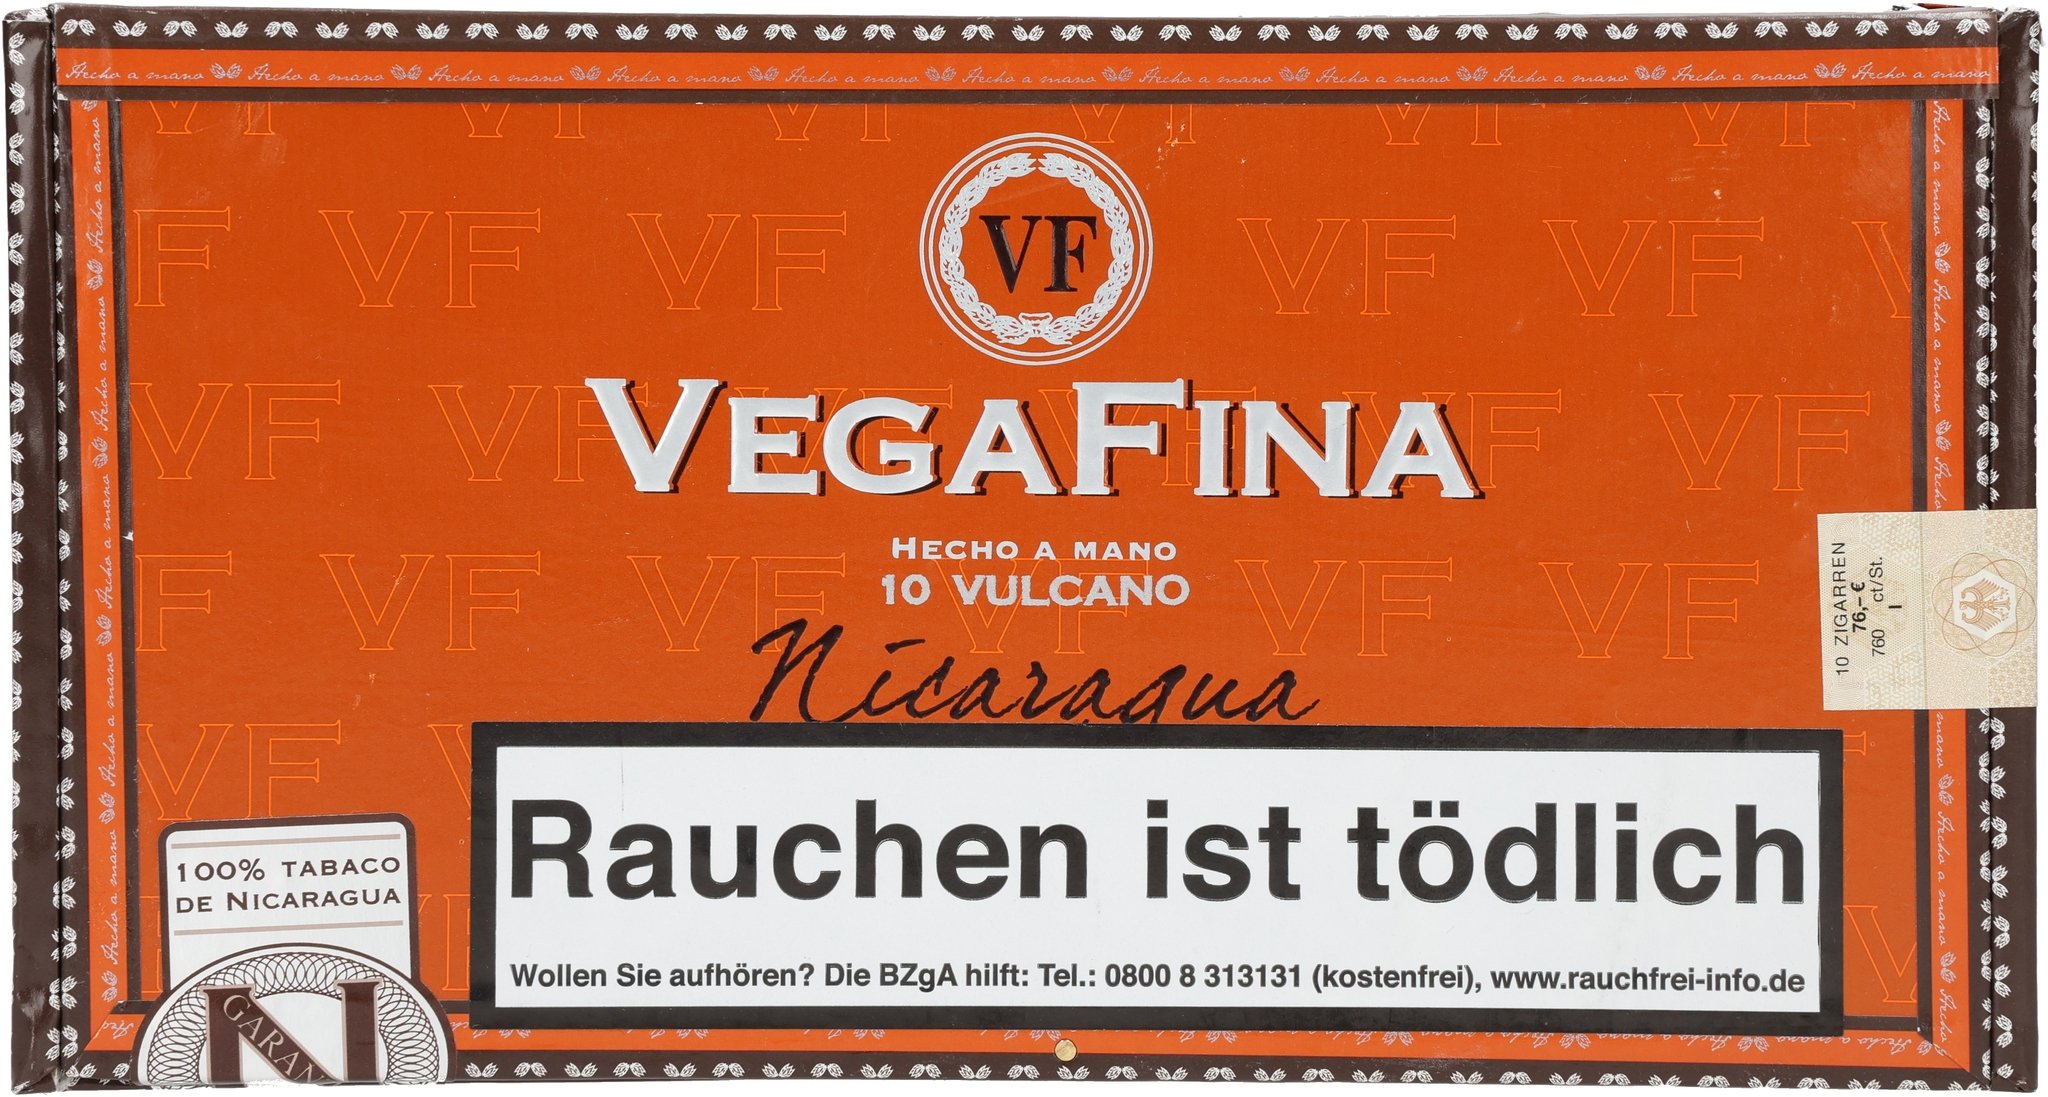 Hecho a mano Hecho a mano Hecho a mano Hecho a mano Hecho a mano Hecho a mano Hecho a mano Hecho a mano Hecho a mano Hecho a mano Hecho a mano
VF
VEGAFINA
HECHO A MANO
10 VULCANO
Nicaragua
10 ZIGARREN
76,– €
760 ct/St.
I
100% TABACO
DE NICARAGUA
N
GARAN
Rauchen ist tödlich
Wollen Sie aufhören? Die BZgA hilft: Tel.: 0800 8 313131 (kostenfrei), www.rauchfrei-info.de